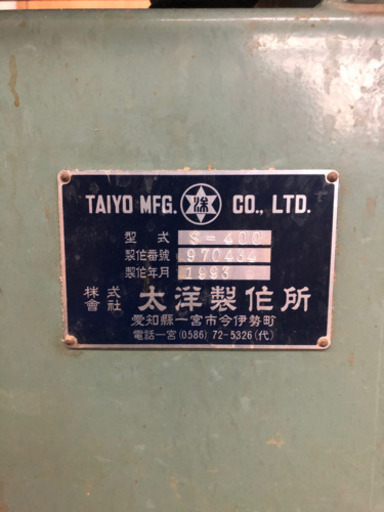 TAIYO MFG. CO., LTD.
型式 S-400
製作番號 970434
製作年月 1993
株式會社 太洋製作所
愛知縣一宮市今伊勢町
電話一宮(0586)72-5326(代)